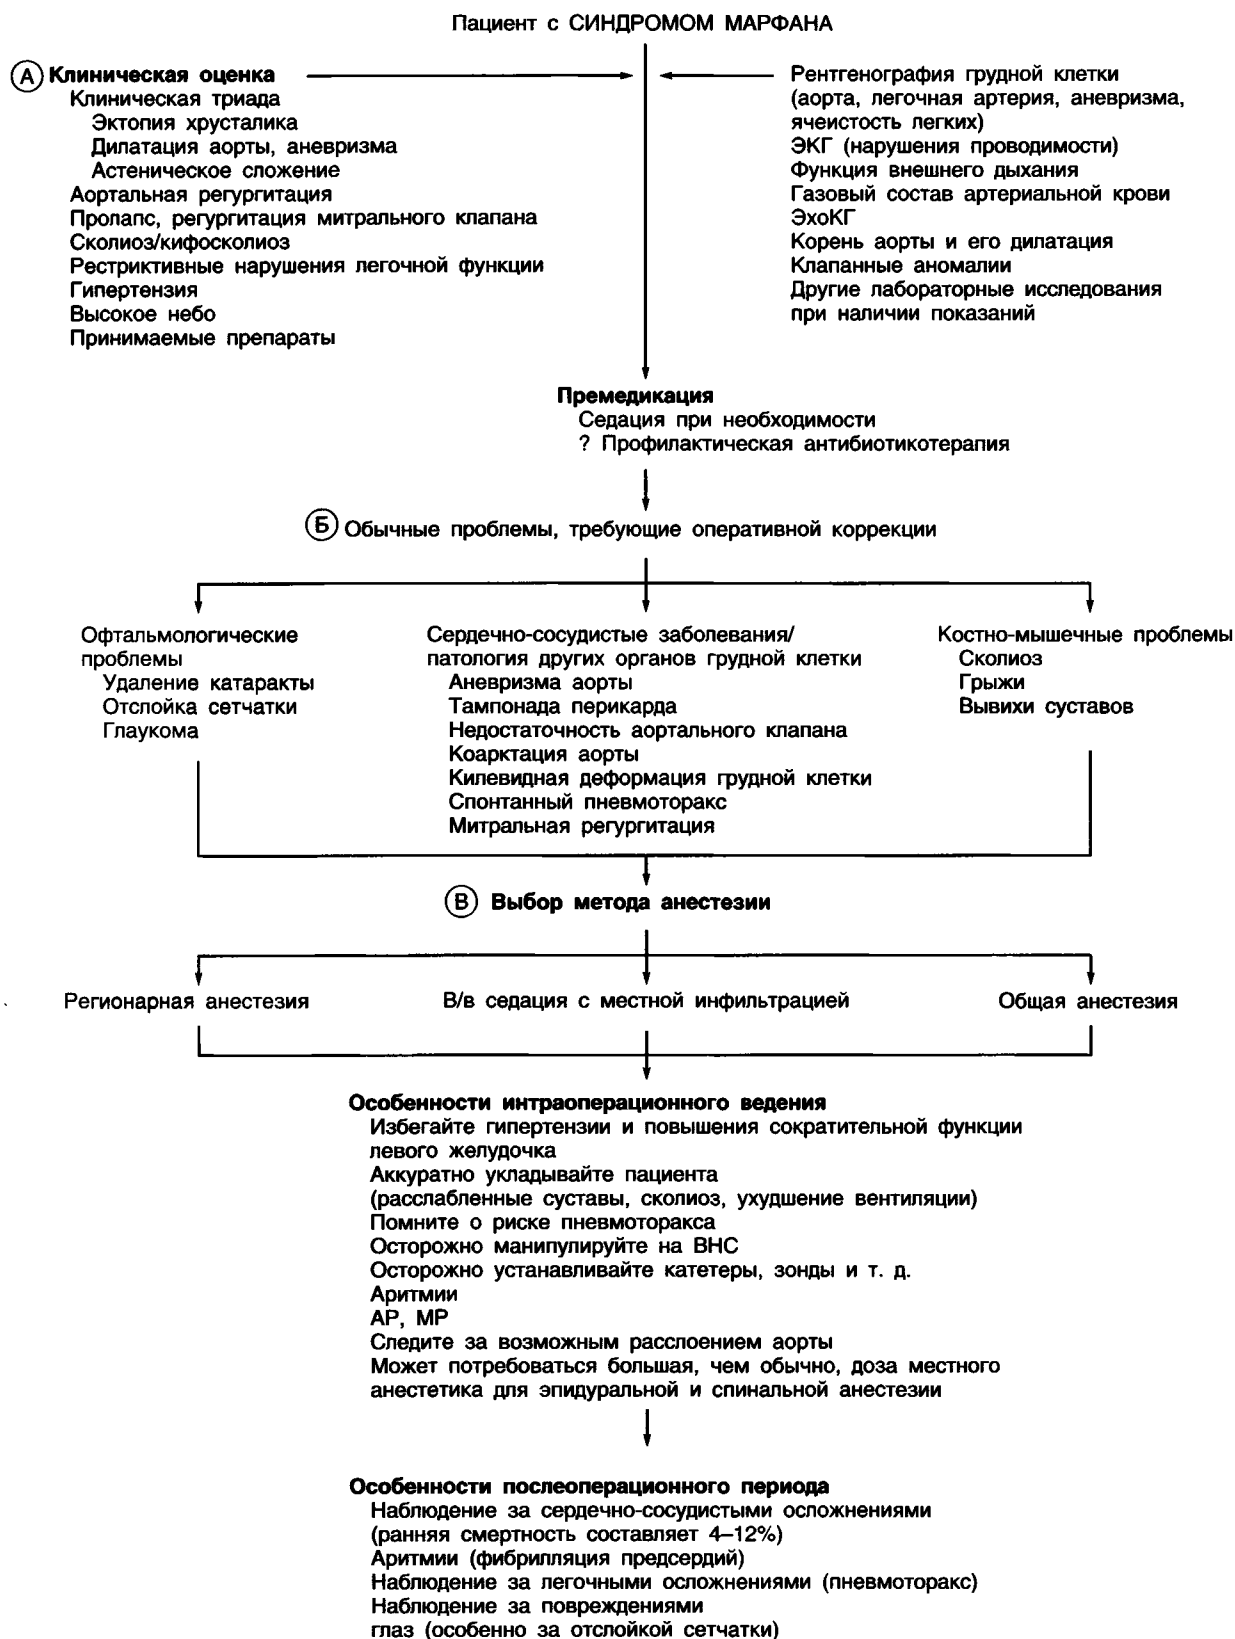 Пациент с СИНДРОМОМ МАРФАНА
А Клиническая оценка
Клиническая триада
Эктопия хрусталика
Дилатация аорты, аневризма
Астеническое сложение
Аортальная регургитация
Пролапс, регургитация митрального клапана
Сколиоз/кифосколиоз
Рестриктивные нарушения легочной функции
Гипертензия
Высокое небо
Принимаемые препараты
Рентгенография грудной клетки
(аорта, легочная артерия, аневризма,
ячеистость легких)
ЭКГ (нарушения проводимости)
Функция внешнего дыхания
Газовый состав артериальной крови
ЭхоКГ
Корень аорты и его дилатация
Клапанные аномалии
Другие лабораторные исследования
при наличии показаний
Премедикация
Седация при необходимости
? Профилактическая антибиотикотерапия
Б Обычные проблемы, требующие оперативной коррекции
Офтальмологические
проблемы
Удаление катаракты
Отслойка сетчатки
Глаукома
Сердечно-сосудистые заболевания/
патология других органов грудной клетки
Аневризма аорты
Тампонада перикарда
Недостаточность аортального клапана
Коарктация аорты
Килевидная деформация грудной клетки
Спонтанный пневмоторакс
Митральная регургитация
Костно-мышечные проблемы
Сколиоз
Грыжи
Вывихи суставов
В Выбор метода анестезии
Регионарная анестезия
В/в седация с местной инфильтрацией
Общая анестезия
Особенности интраоперационного ведения
Избегайте гипертензии и повышения сократительной функции
левого желудочка
Аккуратно укладывайте пациента
(расслабленные суставы, сколиоз, ухудшение вентиляции)
Помните о риске пневмоторакса
Осторожно манипулируйте на ВНС
Осторожно устанавливайте катетеры, зонды и т. д.
Аритмии
АР, МР
Следите за возможным расслоением аорты
Может потребоваться большая, чем обычно, доза местного
анестетика для эпидуральной и спинальной анестезии
Особенности послеоперационного периода
Наблюдение за сердечно-сосудистыми осложнениями
(ранняя смертность составляет 4–12%)
Аритмии (фибрилляция предсердий)
Наблюдение за легочными осложнениями (пневмоторакс)
Наблюдение за повреждениями
глаз (особенно за отслойкой сетчатки)